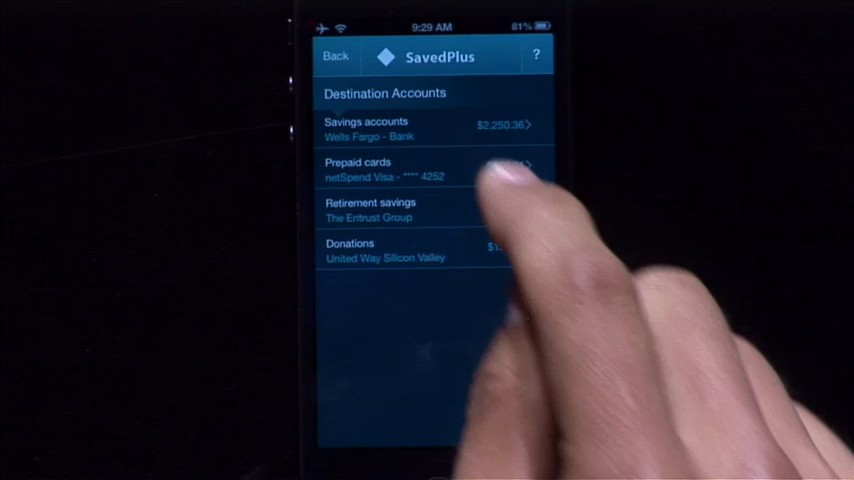 9:29 AM 81%
Back SavedPlus ?
Destination Accounts
Savings accounts $2,250.36
Wells Fargo - Bank
Prepaid cards
netSpend Visa - **** 4252
Retirement savings
The Entrust Group
Donations
United Way Silicon Valley